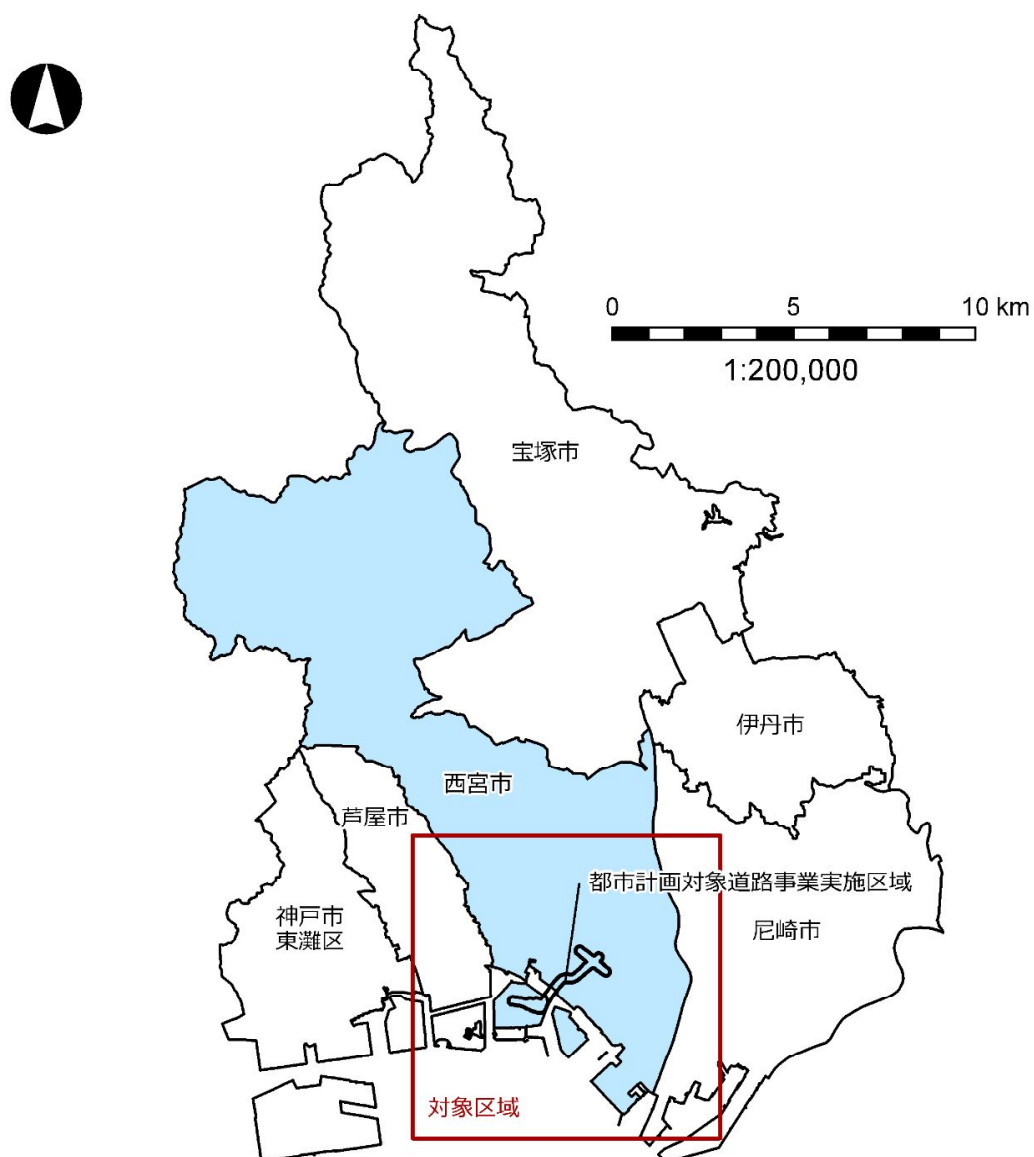 0 5 10 km
1:200,000
宝塚市
伊丹市
西宮市
芦屋市
都市計画対象道路事業実施区域
神戸市
東灘区
尼崎市
対象区域